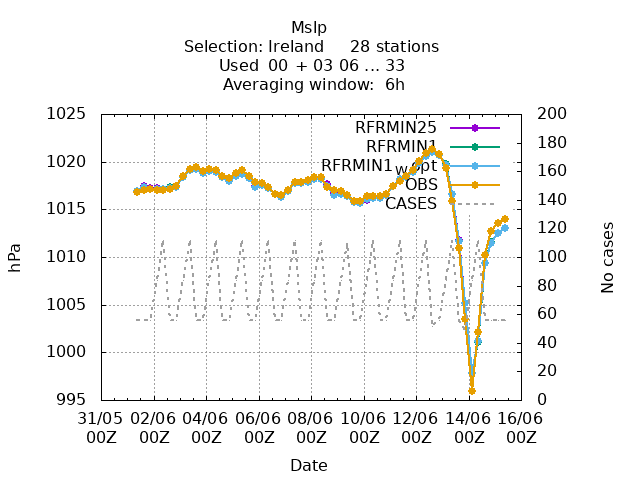 Mslp
Selection: Ireland 28 stations
Used 00 + 03 06 ... 33
Averaging window: 6h
1025
1020
1015
1010
1005
1000
995
hPa
200
180
160
140
120
100
80
60
40
20
0
No cases
RFRMIN25
RFRMIN1
RFRMIN1wopt
OBS
CASES
31/05 02/06 04/06 06/06 08/06 10/06 12/06 14/06 16/06
00Z 00Z 00Z 00Z 00Z 00Z 00Z 00Z 00Z
Date